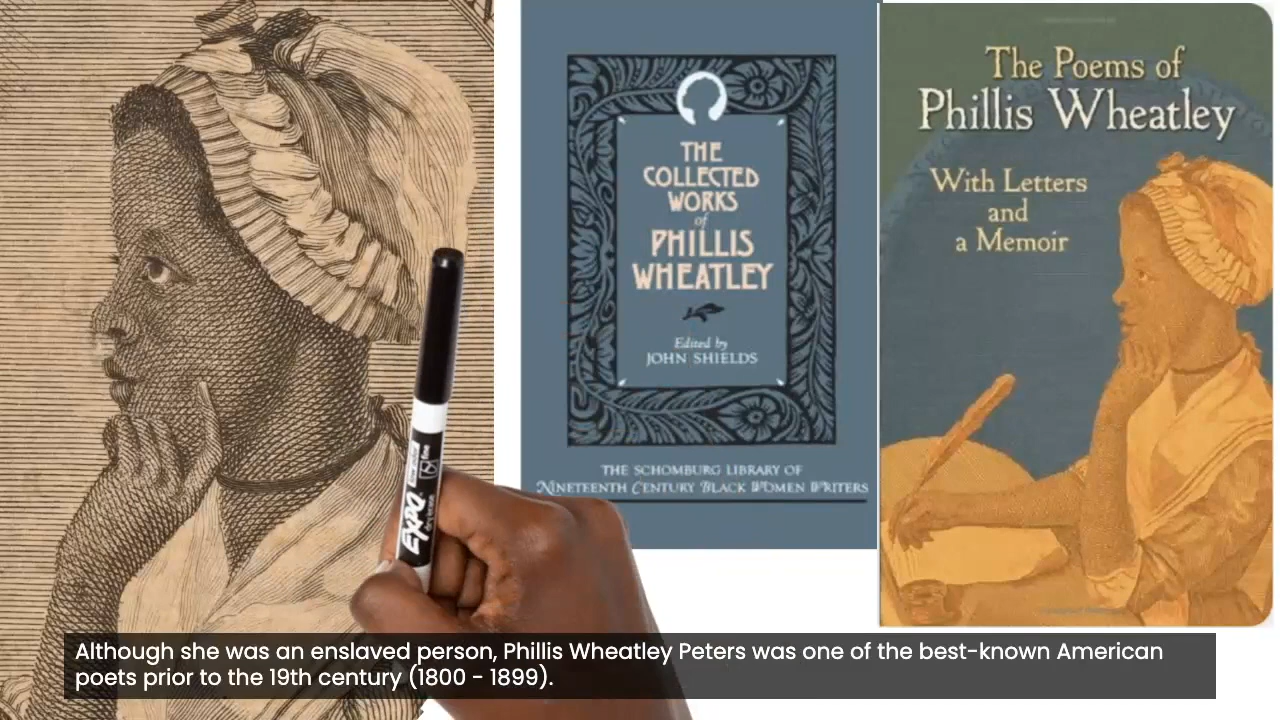 THE
COLLECTED
WORKS
of
PHILLIS
WHEATLEY
Edited by
JOHN SHIELDS
THE SCHOMBURG LIBRARY OF
NINETEENTH CENTURY BLACK WOMEN WRITERS
The Poems of
Phillis Wheatley
With Letters
and
a Memoir
EXPO
fine
Although she was an enslaved person, Phillis Wheatley Peters was one of the best-known American
poets prior to the 19th century (1800 - 1899).